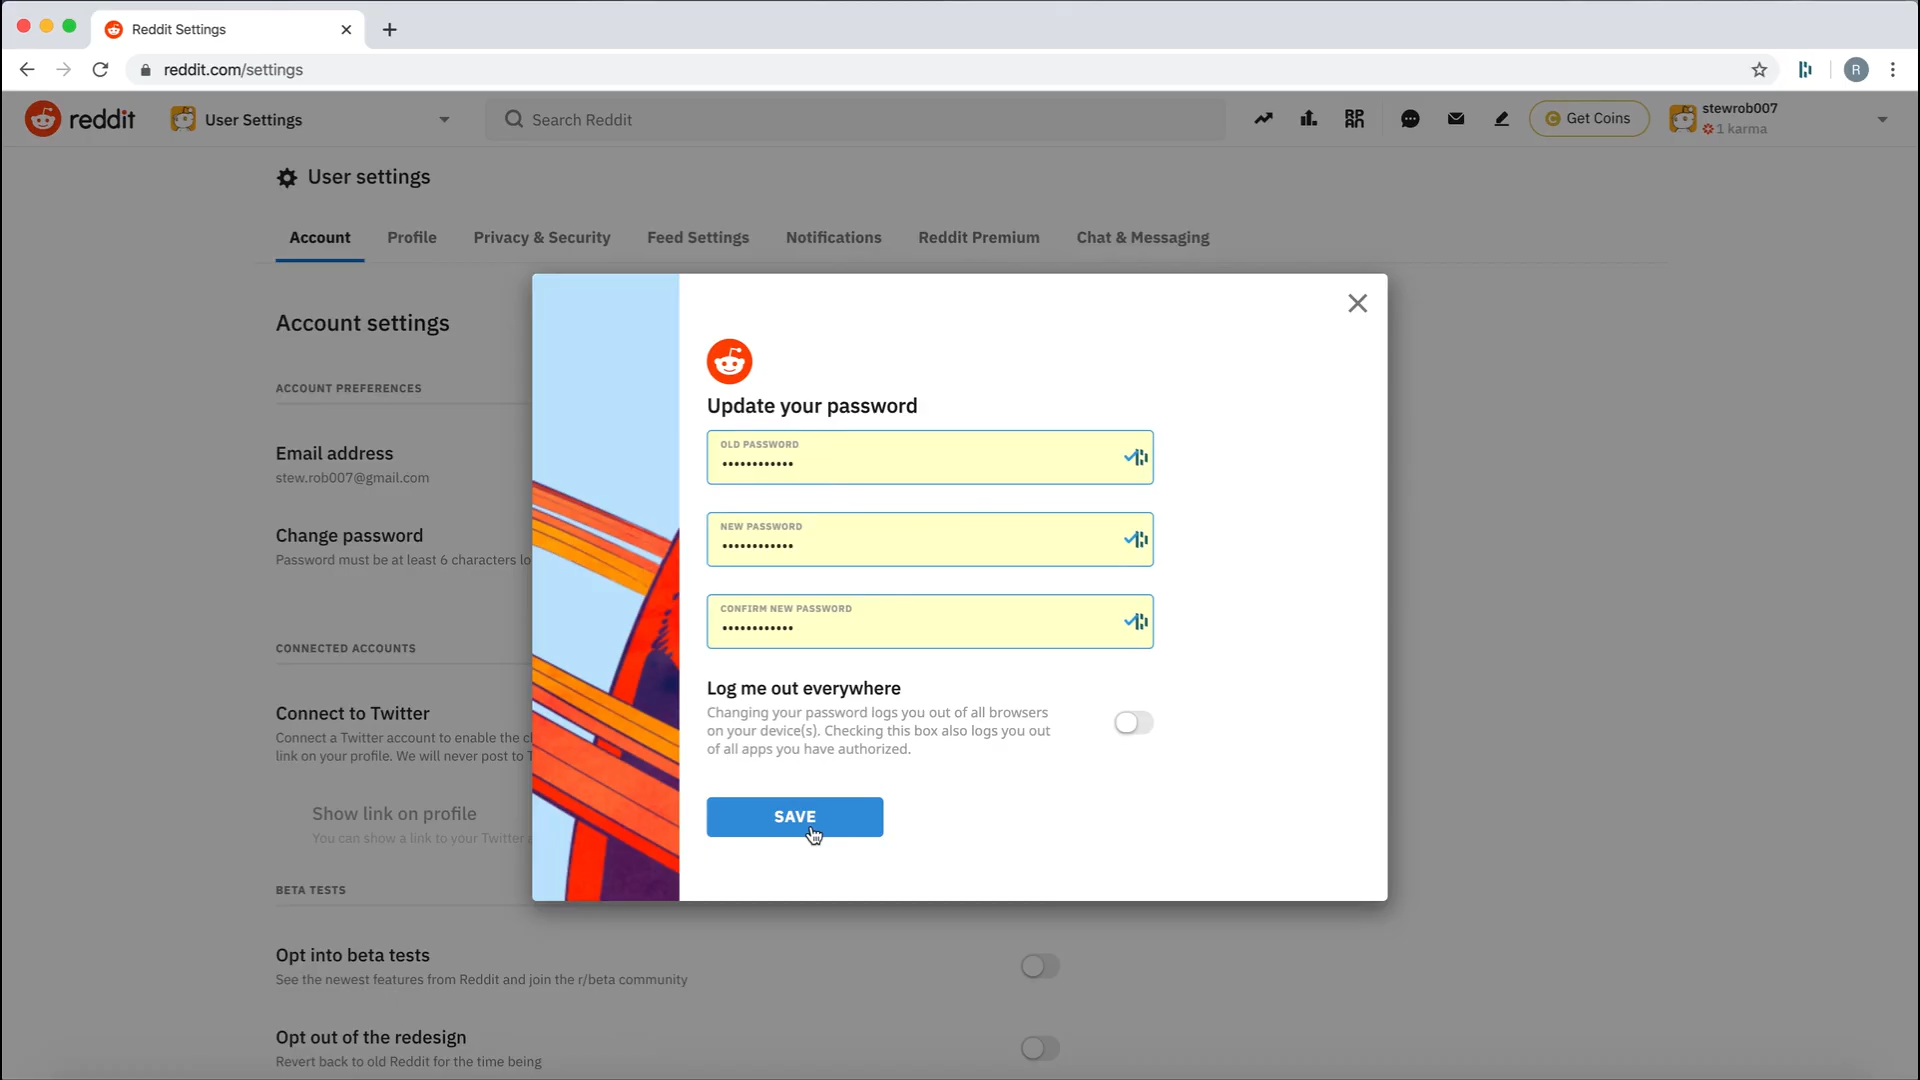 Reddit Settings
reddit.com/settings
R
reddit
User Settings
Search Reddit
Get Coins
stewrob007
1 karma
User settings
Account
Profile
Privacy & Security
Feed Settings
Notifications
Reddit Premium
Chat & Messaging
Account settings
ACCOUNT PREFERENCES
Email address
stew.rob007@gmail.com
Change password
Password must be at least 6 characters lo
CONNECTED ACCOUNTS
Connect to Twitter
Connect a Twitter account to enable the c
link on your profile. We will never post to T
Show link on profile
You can show a link to your Twitter a
BETA TESTS
Opt into beta tests
See the newest features from Reddit and join the r/beta community
Opt out of the redesign
Revert back to old Reddit for the time being
Update your password
OLD PASSWORD
••••••••••••
NEW PASSWORD
••••••••••••
CONFIRM NEW PASSWORD
••••••••••••
Log me out everywhere
Changing your password logs you out of all browsers
on your device(s). Checking this box also logs you out
of all apps you have authorized.
SAVE